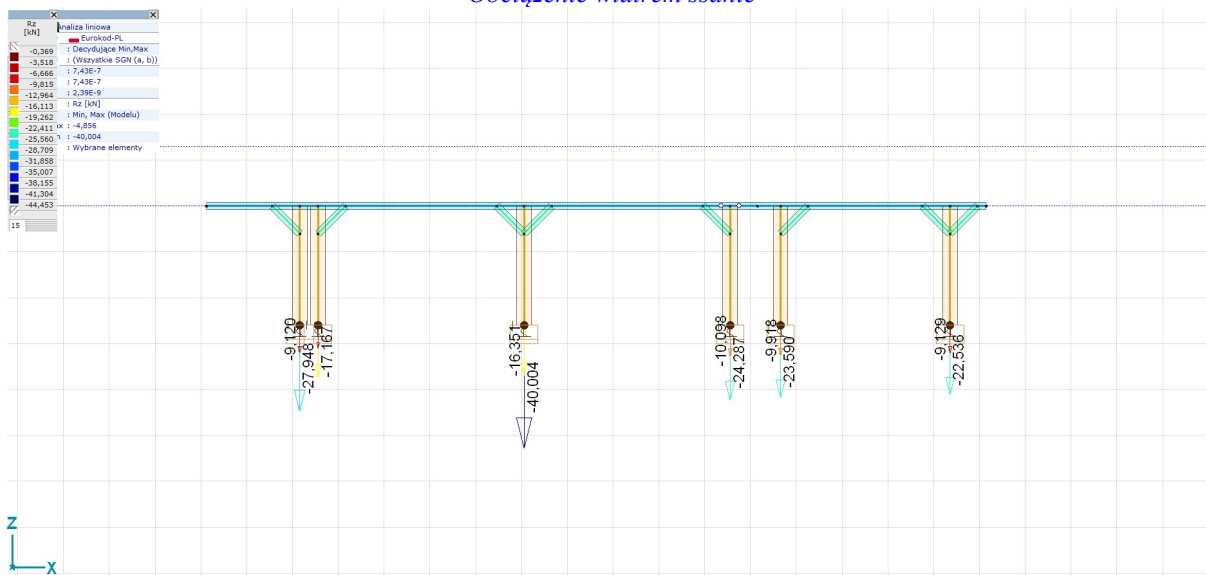 Obciążenie wiatrem ssanie
Rz
[kN]
-0,369
-3,518
-6,666
-9,815
-12,964
-16,113
-19,262
-22,411
-25,560
-28,709
-31,858
-35,007
-38,155
-41,304
-44,453
15
Analiza liniowa
Eurokod-PL
: Decydujące Min,Max
: (Wszystkie SGN (a, b))
: 7,43E-7
: 7,43E-7
: 2,39E-9
: Rz [kN]
: Min, Max (Modelu)
x : -4,856
n : -40,004
: Wybrane elementy
-9,120
-27,948
-17,167
-16,351
-40,004
-10,098
-24,287
-9,918
-23,590
-9,129
-22,536
Z
X